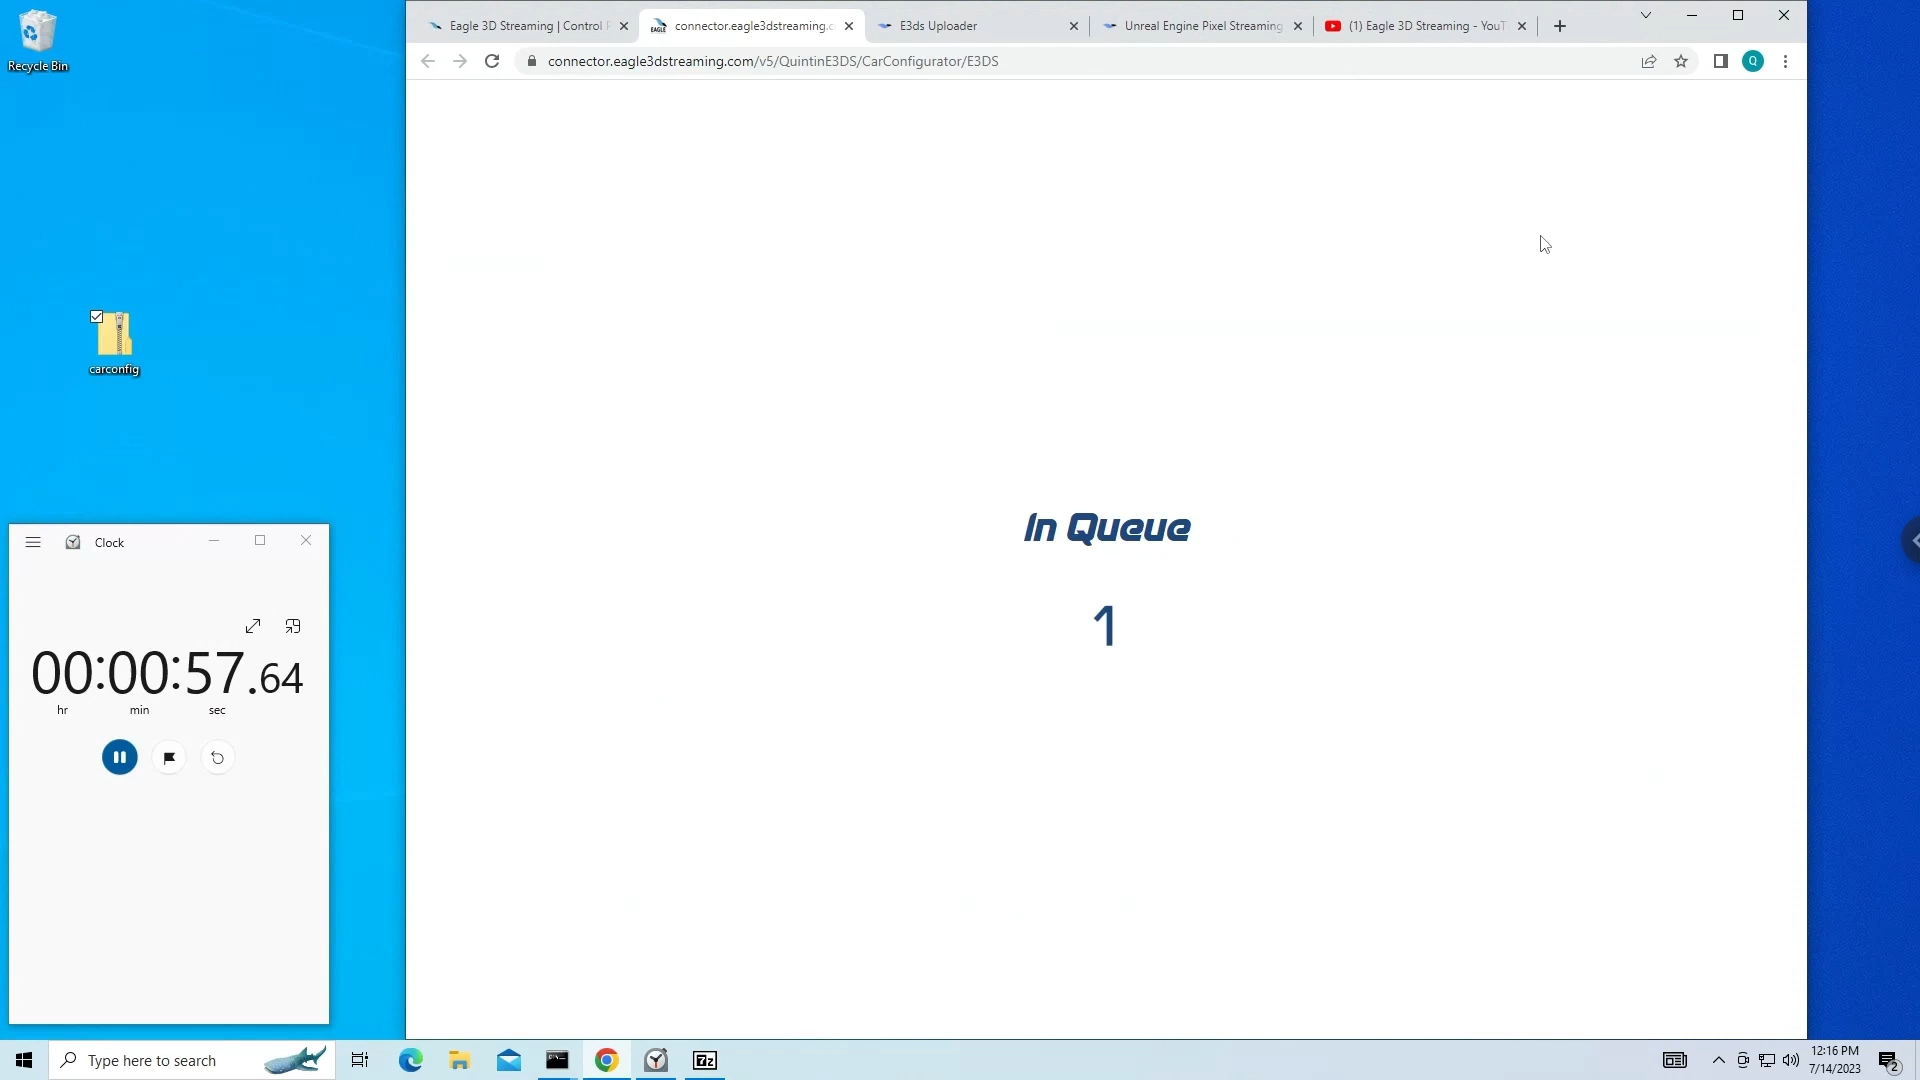 Recycle Bin
carconfig
Eagle 3D Streaming | Control P
connector.eagle3dstreaming.c
E3ds Uploader
Unreal Engine Pixel Streaming
(1) Eagle 3D Streaming - YouT
connector.eagle3dstreaming.com/v5/QuintinE3DS/CarConfigurator/E3DS
Q
In Queue
1
Clock
00:00:57.64
hr min sec
Type here to search
7z
12:16 PM
7/14/2023
2